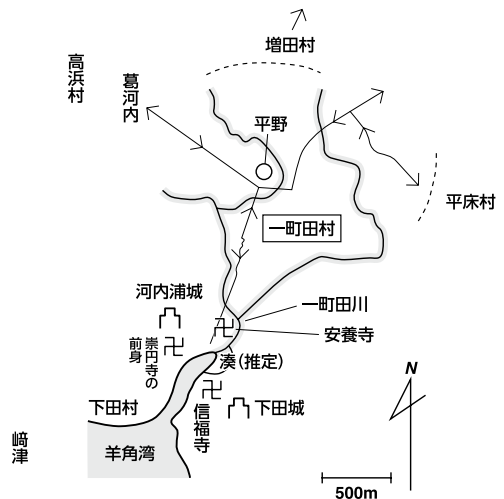 増田村
高浜村
葛河内
平野
平床村
一町田村
河内浦城
一町田川
安養寺
崇円寺の
前身
湊(推定)
下田村
信福寺
下田城
羊角湾
﨑津
N
500m